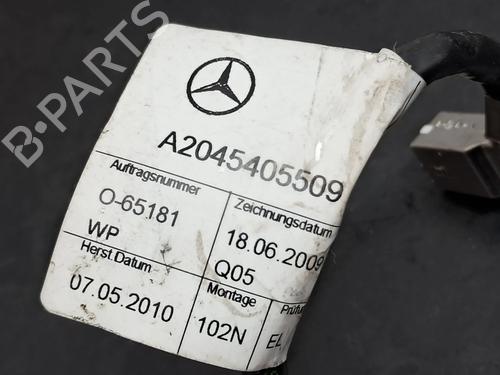 A2045405509
Auftragsnummer
Zeichnungsdatum
O-65181
18.06.2009
WP
Q05
Herst.Datum
Montage
07.05.2010
102N
EL
B-PARTS